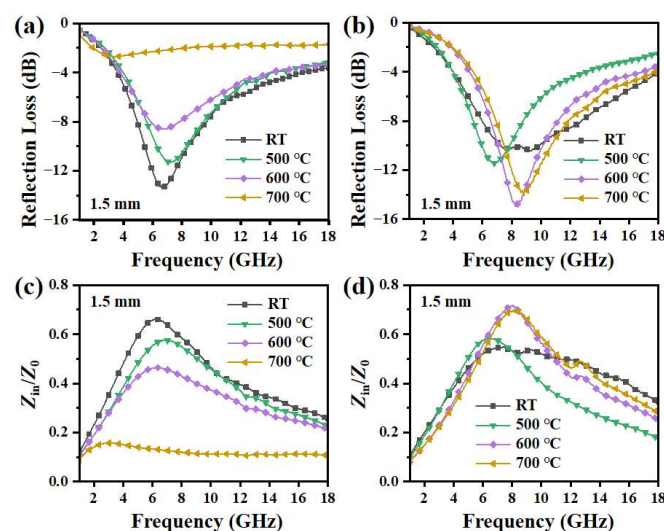 (a)
Reflection Loss (dB)
0
−4
−8
−12
−16
RT
500 °C
600 °C
700 °C
1.5 mm
2 4 6 8 10 12 14 16 18
Frequency (GHz)
(b)
Reflection Loss (dB)
0
−4
−8
−12
−16
RT
500 °C
600 °C
700 °C
1.5 mm
2 4 6 8 10 12 14 16 18
Frequency (GHz)
(c)
Zin/Z0
0.8
0.6
0.4
0.2
0.0
1.5 mm
RT
500 °C
600 °C
700 °C
2 4 6 8 10 12 14 16 18
Frequency (GHz)
(d)
Zin/Z0
0.8
0.6
0.4
0.2
0.0
1.5 mm
RT
500 °C
600 °C
700 °C
2 4 6 8 10 12 14 16 18
Frequency (GHz)